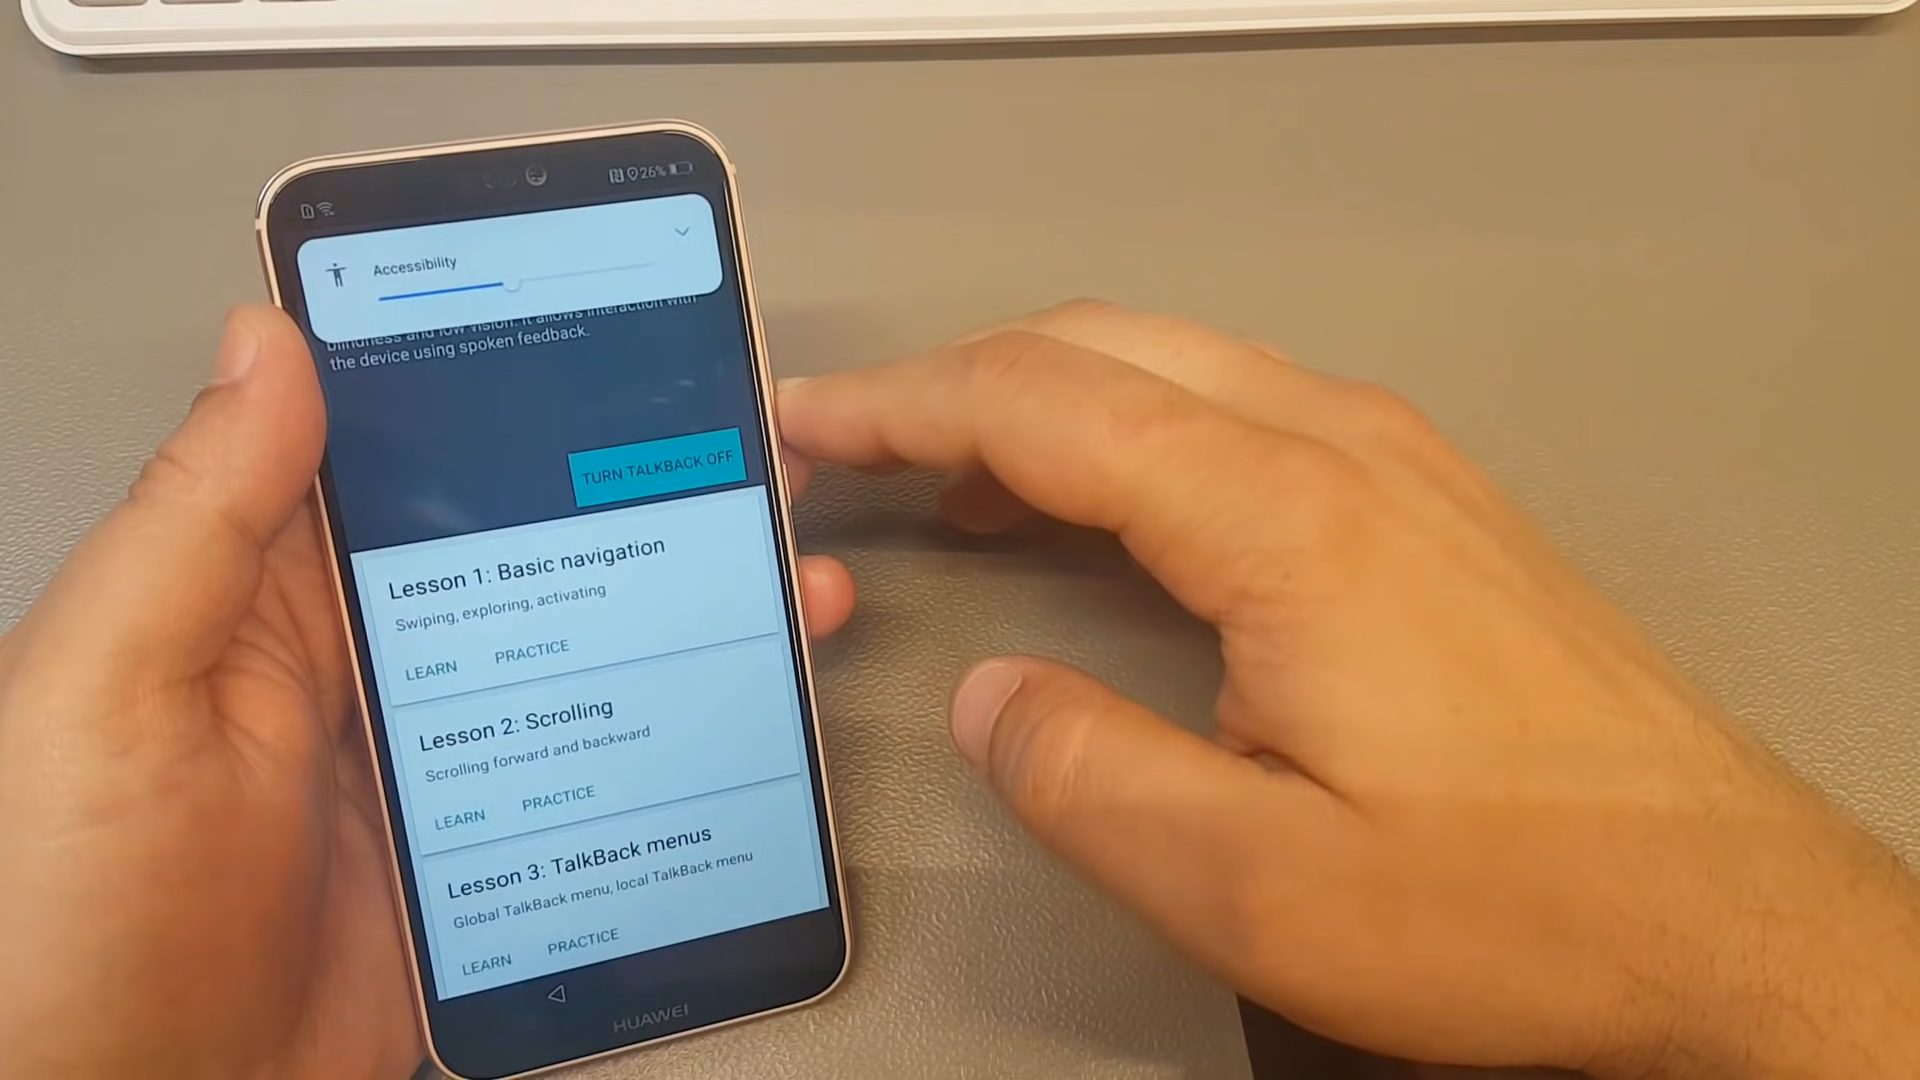 26%
Accessibility
blindness and low vision. It allows interaction with
the device using spoken feedback.
TURN TALKBACK OFF
Lesson 1: Basic navigation
Swiping, exploring, activating
LEARN PRACTICE
Lesson 2: Scrolling
Scrolling forward and backward
LEARN PRACTICE
Lesson 3: TalkBack menus
Global TalkBack menu, local TalkBack menu
LEARN PRACTICE
HUAWEI